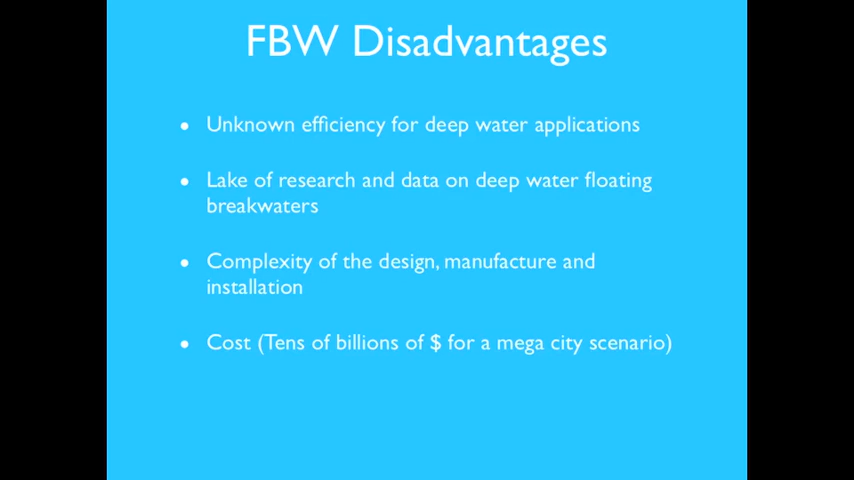 FBW Disadvantages
• Unknown efficiency for deep water applications
• Lake of research and data on deep water floating
breakwaters
• Complexity of the design, manufacture and
installation
• Cost (Tens of billions of $ for a mega city scenario)